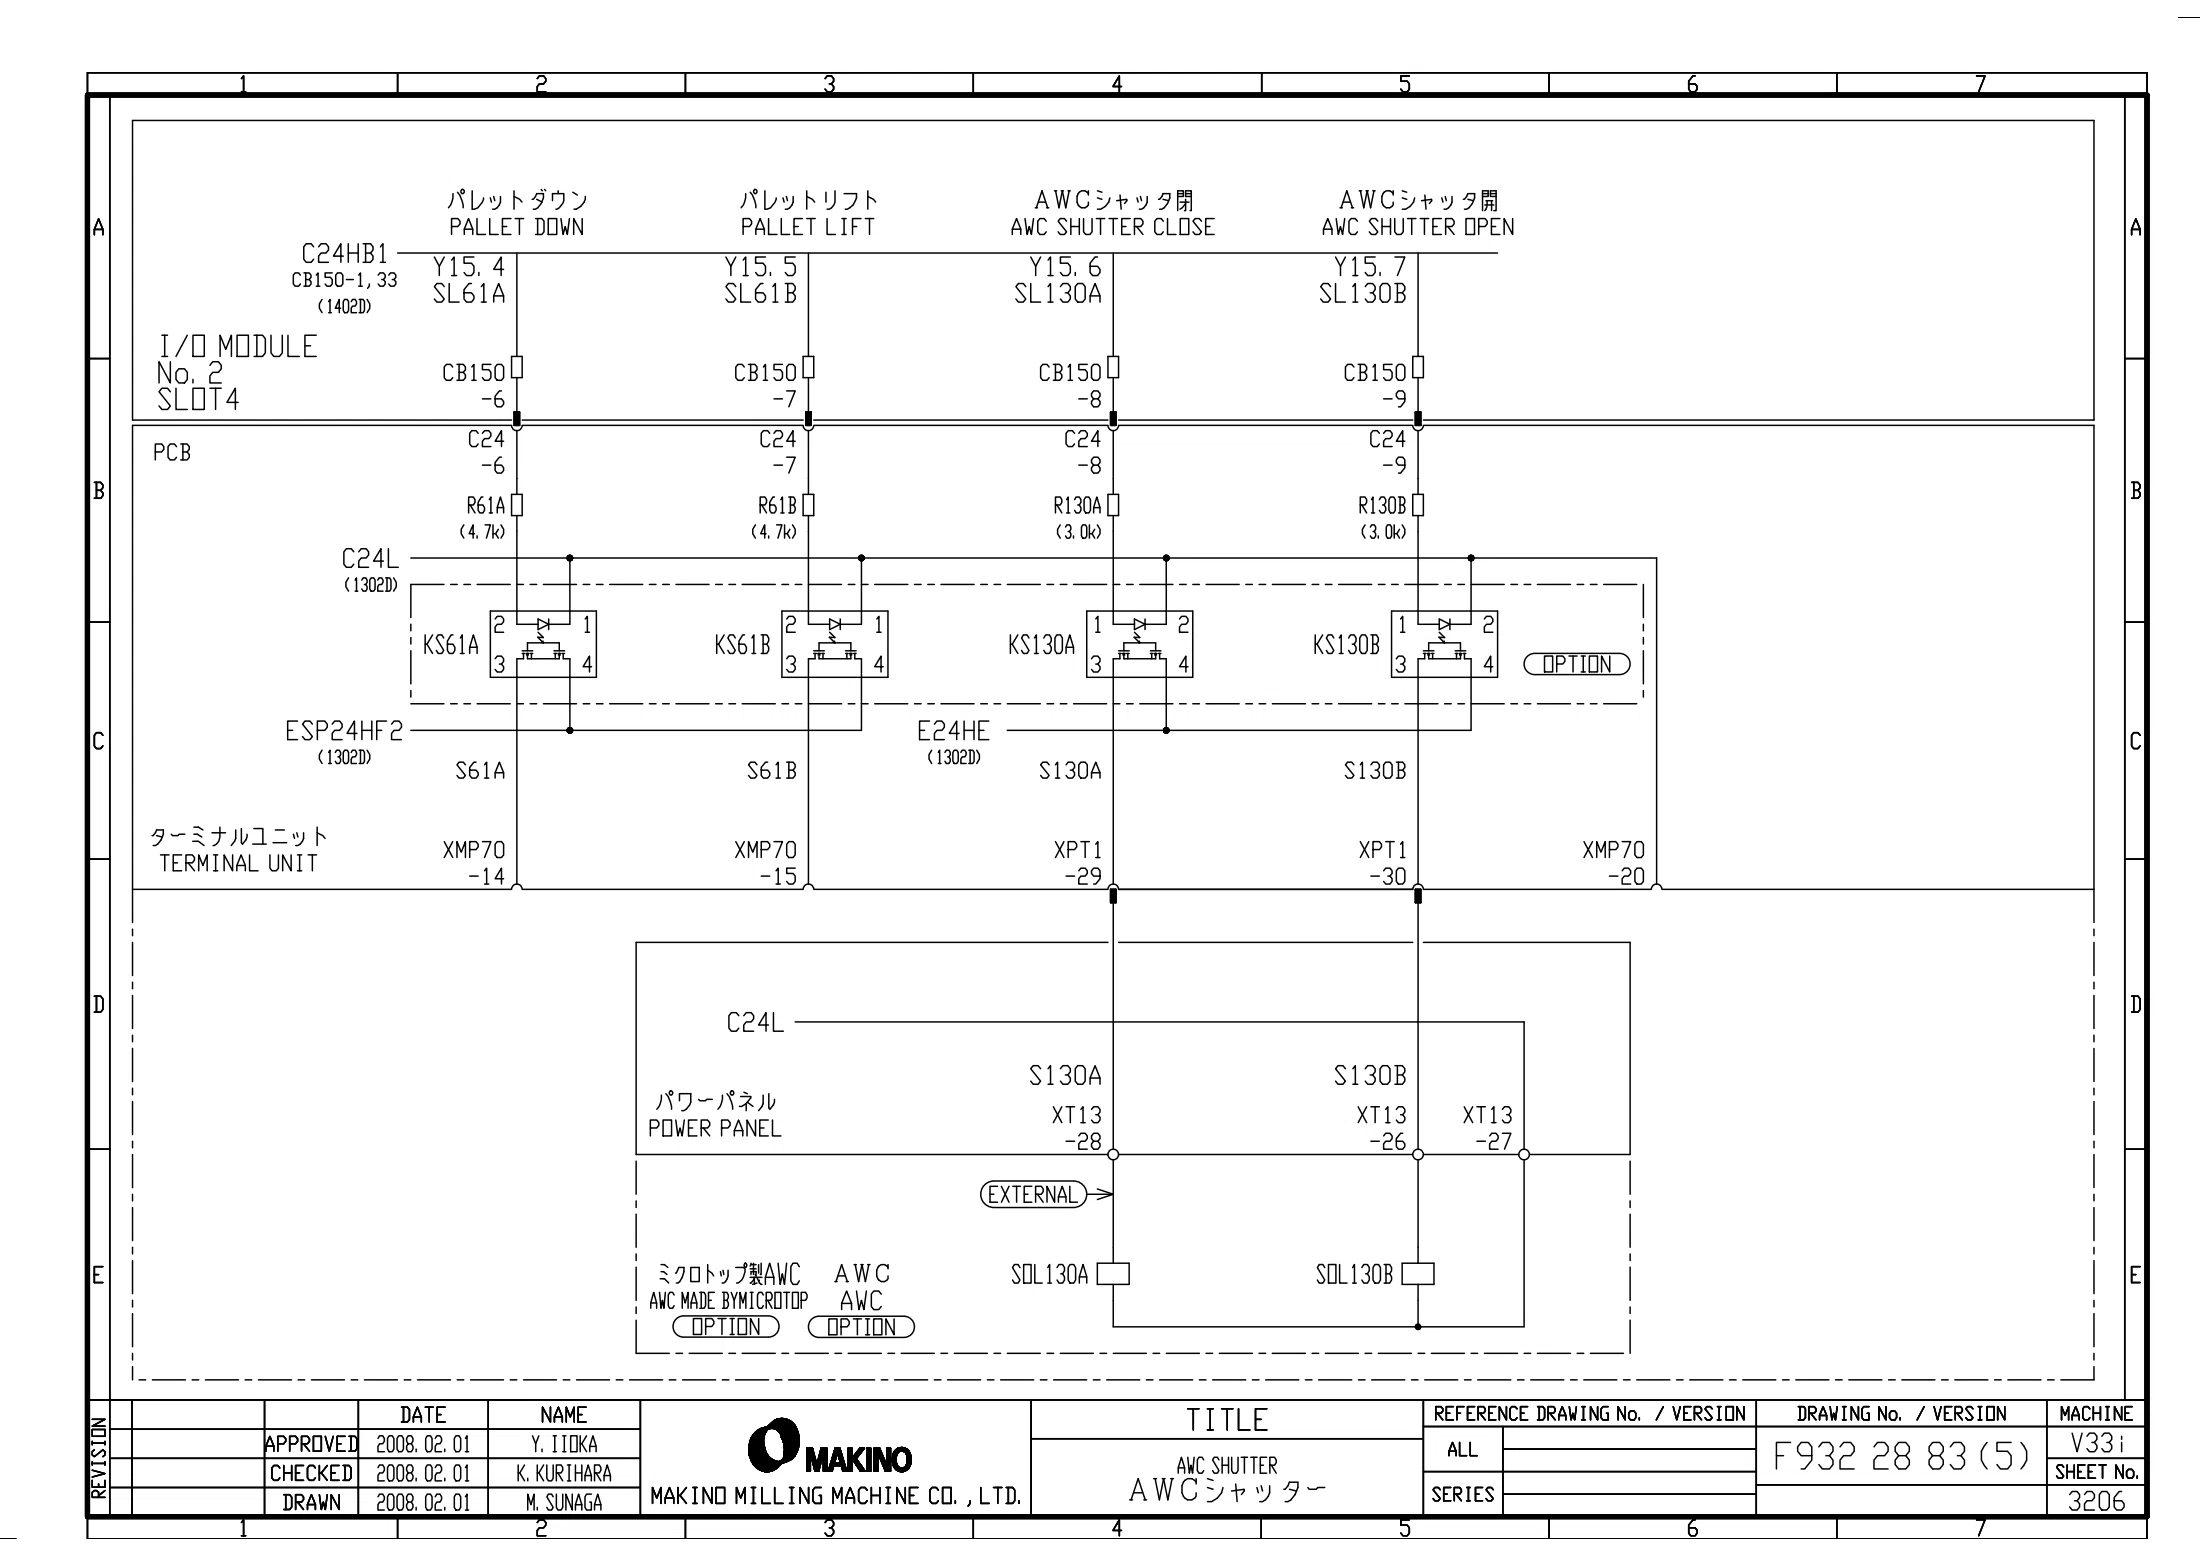 1 2 3 4 5 6 7
A A
パレットダウン パレットリフト AWCシャッタ閉 AWCシャッタ開
PALLET DOWN PALLET LIFT AWC SHUTTER CLOSE AWC SHUTTER OPEN
C24HB1
CB150-1,33
(1402D)
Y15.4 Y15.5 Y15.6 Y15.7
SL61A SL61B SL130A SL130B
I/O MODULE
No.2
SLOT4
CB150 CB150 CB150 CB150
-6 -7 -8 -9
PCB
C24 C24 C24 C24
-6 -7 -8 -9
B B
R61A R61B R130A R130B
(4.7k) (4.7k) (3.0k) (3.0k)
C24L
(1302D)
2 1 2 1 1 2 1 2
KS61A KS61B KS130A KS130B
3 4 3 4 3 4 3 4
OPTION
ESP24HF2 E24HE
(1302D) (1302D)
C C
S61A S61B S130A S130B
ターミナルユニット
TERMINAL UNIT
XMP70 XMP70 XPT1 XPT1 XMP70
-14 -15 -29 -30 -20
D D
C24L
S130A S130B
パワーパネル
POWER PANEL
XT13 XT13 XT13
-28 -26 -27
EXTERNAL
E E
ミクロトップ製AWC AWC
AWC MADE BYMICROTOP AWC
OPTION OPTION
SOL130A SOL130B
REVISION
DATE NAME
APPROVED 2008.02.01 Y.IIOKA
CHECKED 2008.02.01 K.KURIHARA
DRAWN 2008.02.01 M.SUNAGA
MAKINO
MAKINO MILLING MACHINE CO.,LTD.
TITLE
AWC SHUTTER
AWCシャッター
REFERENCE DRAWING No. / VERSION
ALL
SERIES
DRAWING No. / VERSION
F932 28 83(5)
MACHINE
V33i
SHEET No.
3206
1 2 3 4 5 6 7